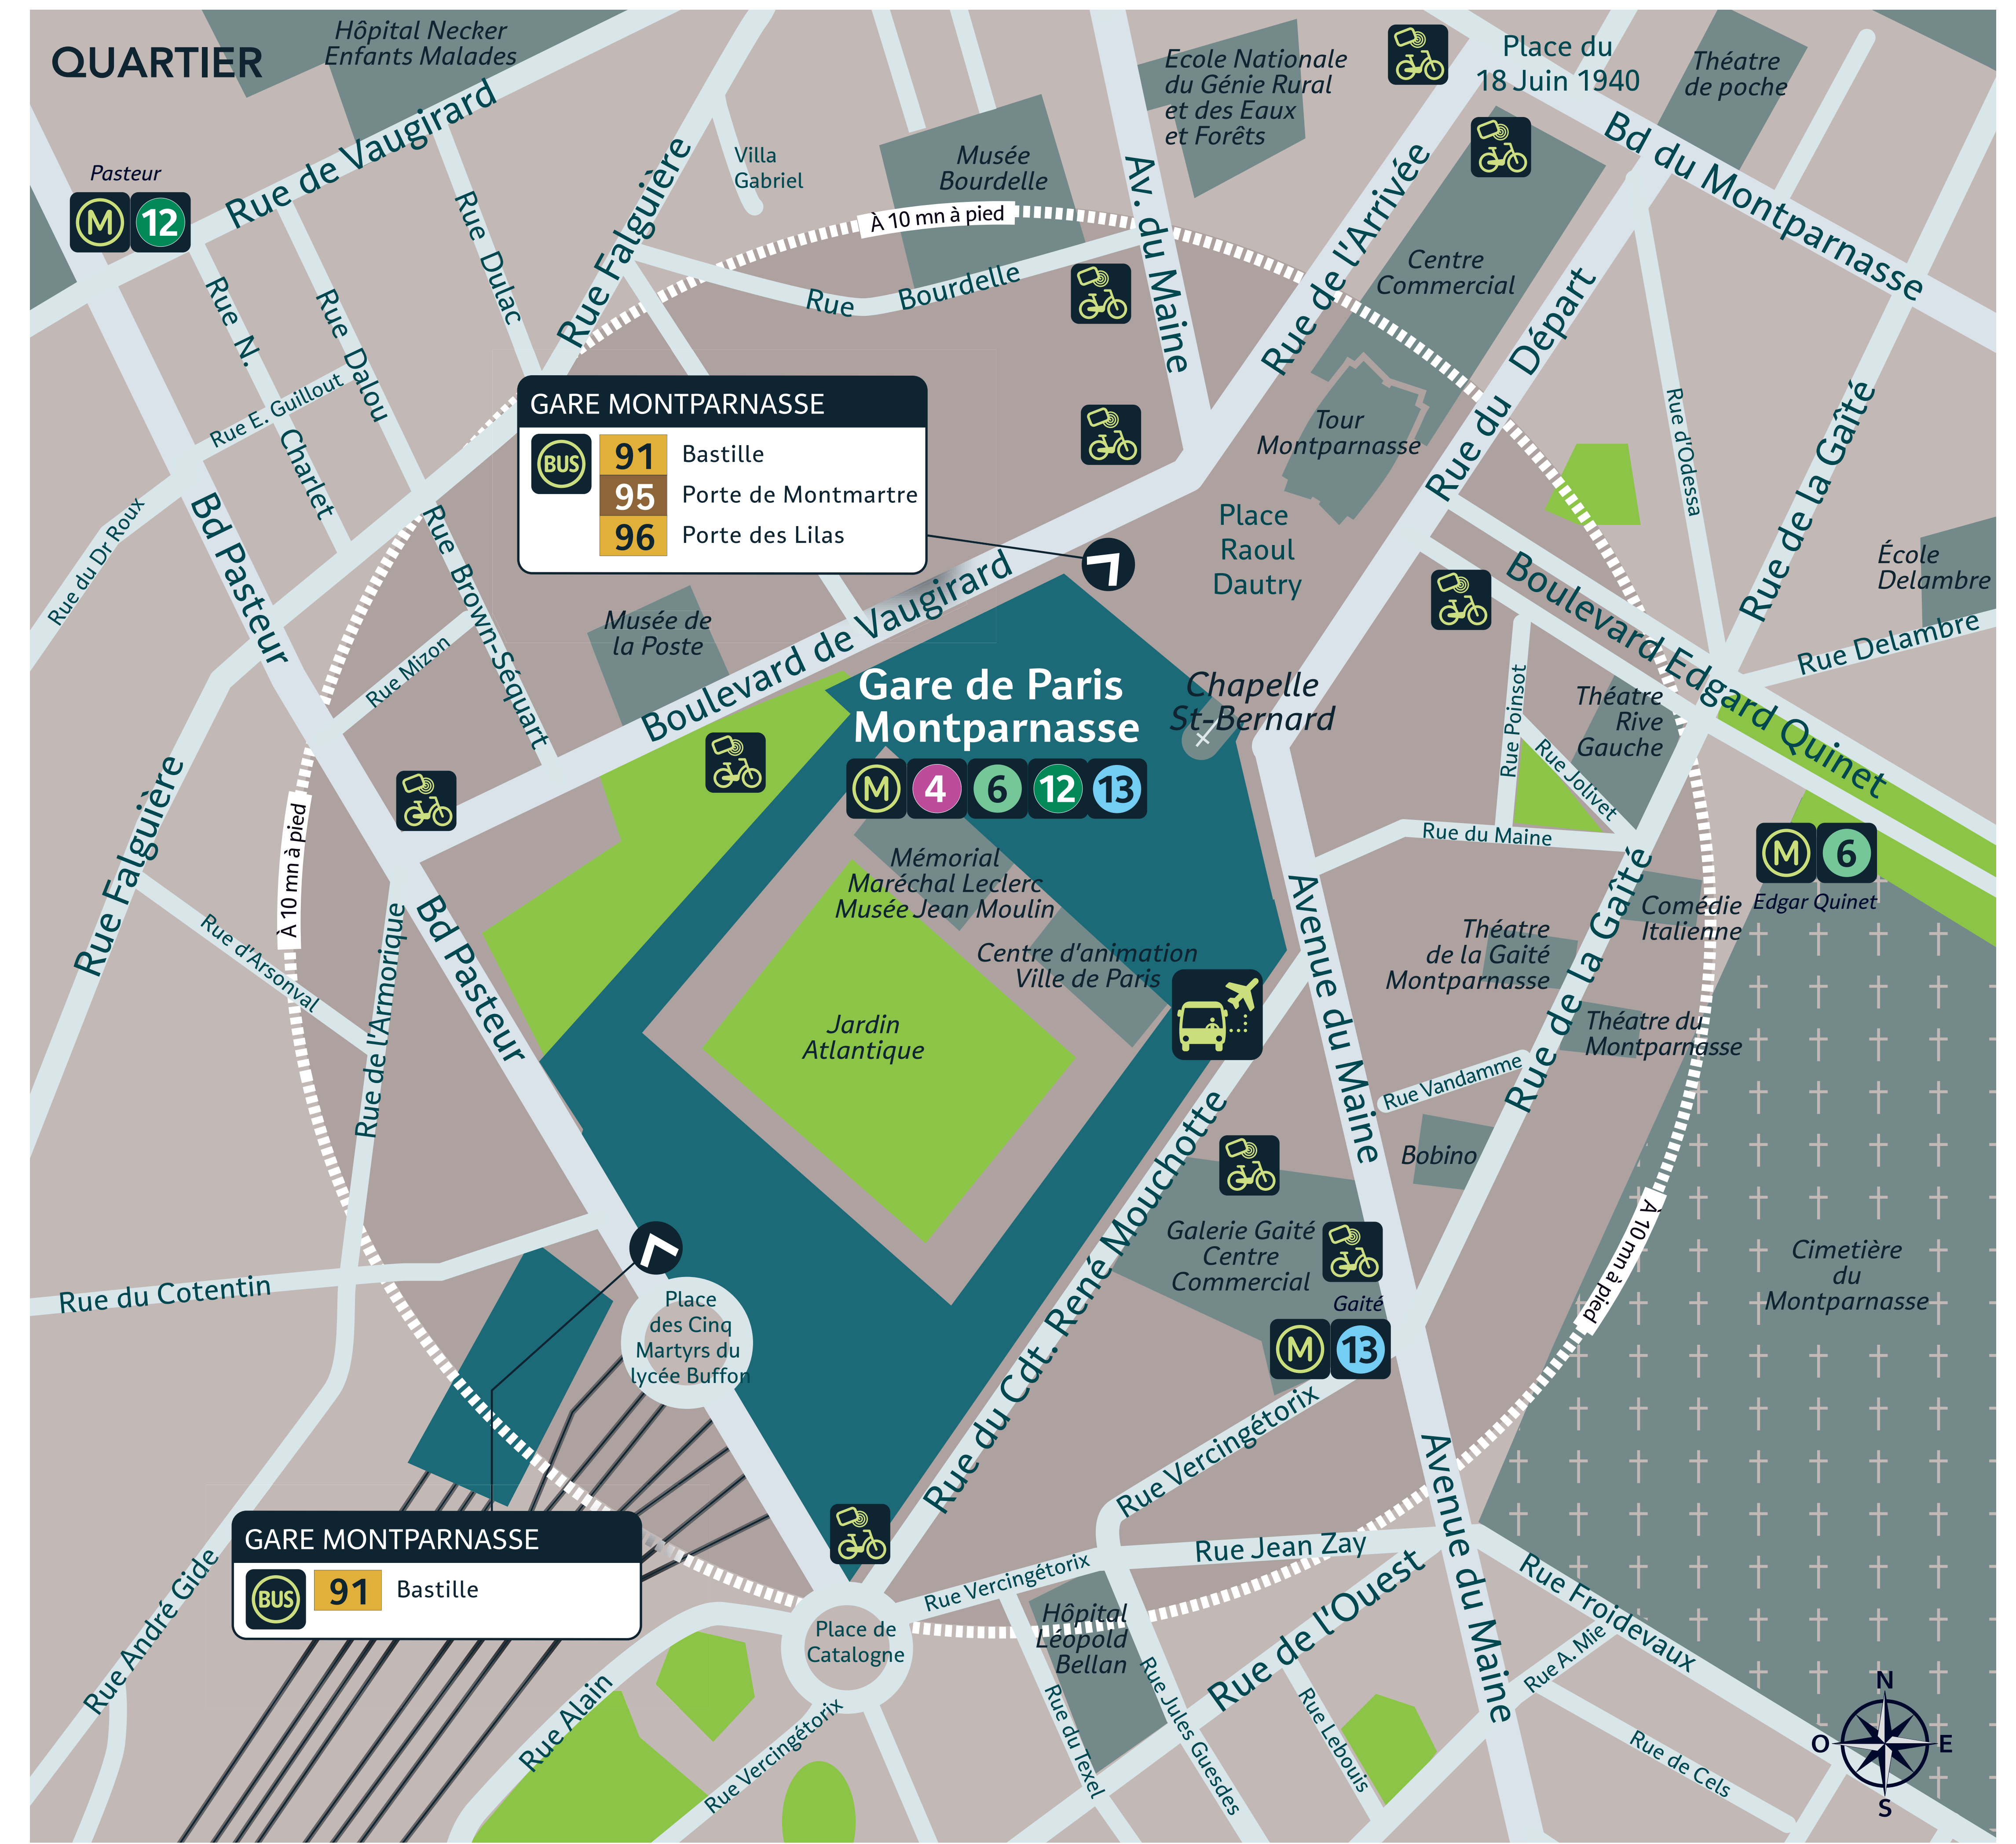 QUARTIER
Hôpital Necker
Enfants Malades
Rue de Vaugirard
Pasteur
M 12
Rue Dulac
Rue Falguière
Villa
Gabriel
Musée
Bourdelle
À 10 mn à pied
Rue Bourdelle
Ecole Nationale
du Génie Rural
et des Eaux
et Forêts
Av. du Maine
Rue de l'Arrivée
Place du
18 Juin 1940
Théatre
de poche
Bd du Montparnasse
Centre
Commercial
Rue du Départ
Rue d'Odessa
Rue de la Gaîté
Rue N. Charlet
Rue Dalou
Rue E. Guillout
Rue du Dr Roux
Bd Pasteur
Rue Brown-Séquart
Rue Mizon
GARE MONTPARNASSE
BUS
91 Bastille
95 Porte de Montmartre
96 Porte des Lilas
Tour
Montparnasse
Place
Raoul
Dautry
École
Delambre
Rue Delambre
Boulevard Edgard Quinet
Musée de
la Poste
Boulevard de Vaugirard
Gare de Paris
Montparnasse
M 4 6 12 13
Chapelle
St-Bernard
Rue Poinsot
Rue Jolivet
Théatre
Rive
Gauche
Rue du Maine
M 6
Edgar Quinet
Rue Falguière
À 10 mn à pied
Rue d'Arsonval
Rue de l'Armorique
Bd Pasteur
Mémorial
Maréchal Leclerc
Musée Jean Moulin
Centre d'animation
Ville de Paris
Jardin
Atlantique
Avenue du Maine
Comédie
Italienne
Théatre
de la Gaité
Montparnasse
Rue de la Gaîté
Théatre du
Montparnasse
Rue Vandamme
Bobino
Rue du Cdt. René Mouchotte
Galerie Gaité
Centre
Commercial
Gaité
M 13
À 10 mn à pied
Cimetière
du
Montparnasse
Rue du Cotentin
Place
des Cinq
Martyrs du
lycée Buffon
Rue Vercingétorix
Avenue du Maine
GARE MONTPARNASSE
BUS
91 Bastille
Rue André Gide
Rue Jean Zay
Rue Vercingétorix
Place de
Catalogne
Hôpital
Léopold
Bellan
Rue de l'Ouest
Rue Froidevaux
Rue A. Mie
Rue Alain
Rue Vercingétorix
Rue du Texel
Rue Jules Guesdes
Rue Lebouis
Rue de Cels
N
O E
S